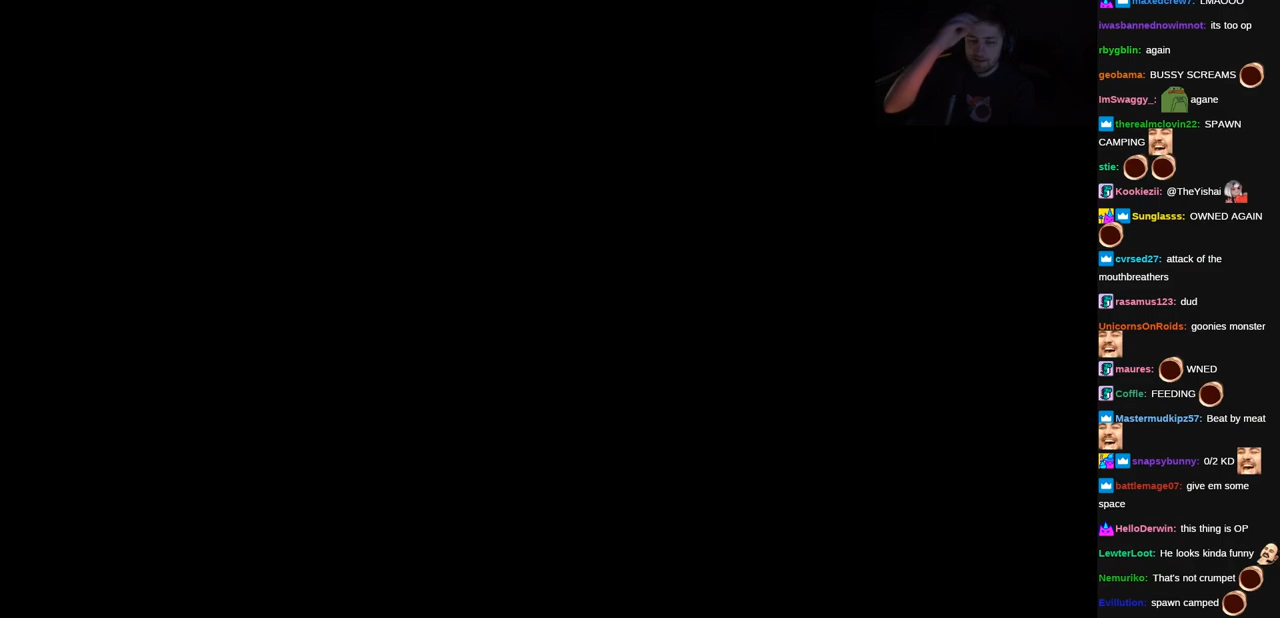 maxedcrew7: LMAOOO
iwasbannednowimnot: its too op
rbygblin: again
geobama: BUSSY SCREAMS
ImSwaggy_: agane
therealmclovin22: SPAWN
CAMPING
stie:
Kookiezii: @TheYishai
Sunglasss: OWNED AGAIN
cvrsed27: attack of the
mouthbreathers
rasamus123: dud
UnicornsOnRoids: goonies monster
maures: WNED
Coffle: FEEDING
Mastermudkipz57: Beat by meat
snapsybunny: 0/2 KD
battlemage07: give em some
space
HelloDerwin: this thing is OP
LewterLoot: He looks kinda funny
Nemuriko: That's not crumpet
Evillution: spawn camped